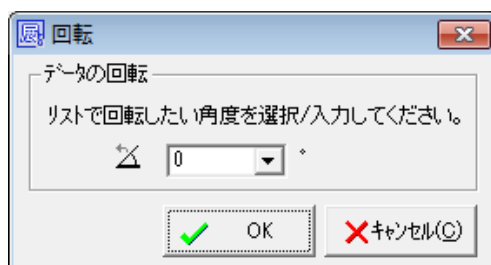 回転
ﾃﾞｰﾀの回転
リストで回転したい角度を選択/入力してください。
0 °
OK
ｷｬﾝｾﾙ(C)